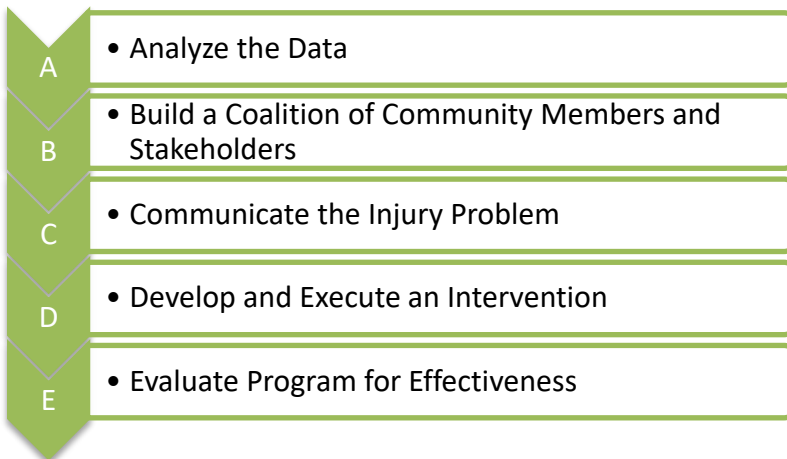 A
• Analyze the Data
B
• Build a Coalition of Community Members and
Stakeholders
C
• Communicate the Injury Problem
D
• Develop and Execute an Intervention
E
• Evaluate Program for Effectiveness